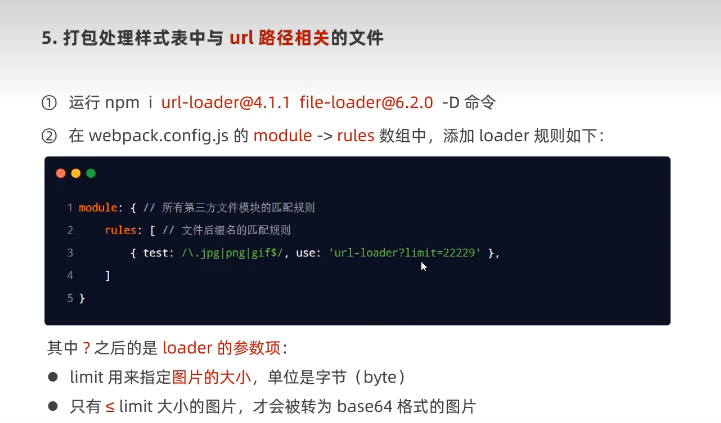 5. 打包处理样式表中与 url 路径相关的文件
① 运行 npm i url-loader@4.1.1 file-loader@6.2.0 -D 命令
② 在 webpack.config.js 的 module -> rules 数组中，添加 loader 规则如下：
1 module: { // 所有第三方文件模块的匹配规则
2 rules: [ // 文件后缀名的匹配规则
3 { test: /\.jpg|png|gif$/, use: 'url-loader?limit=22229' },
4 ]
5 }
其中 ? 之后的是 loader 的参数项：
● limit 用来指定图片的大小，单位是字节（byte）
● 只有 ≤ limit 大小的图片，才会被转为 base64 格式的图片